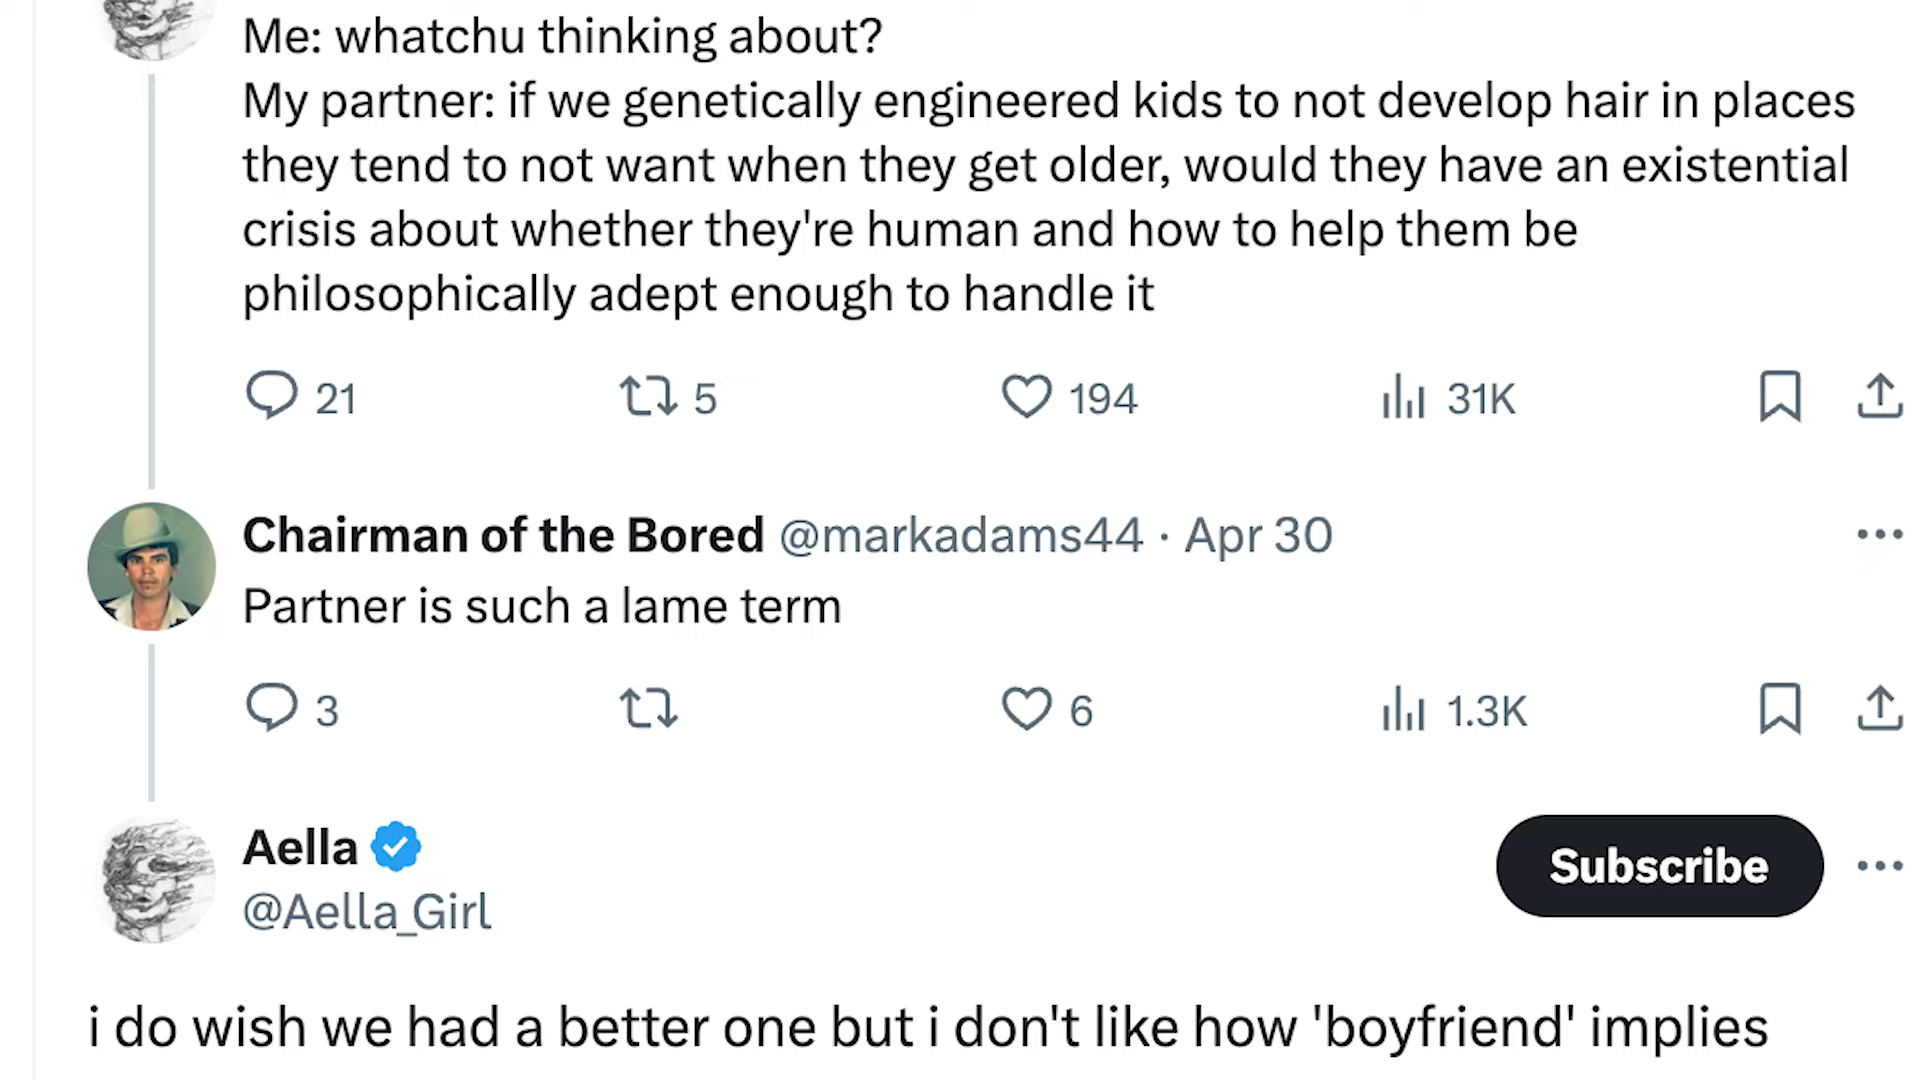 Me: whatchu thinking about?
My partner: if we genetically engineered kids to not develop hair in places
they tend to not want when they get older, would they have an existential
crisis about whether they're human and how to help them be
philosophically adept enough to handle it
21 5 194 31K
Chairman of the Bored @markadams44 · Apr 30
Partner is such a lame term
3 6 1.3K
Aella
Subscribe
@Aella_Girl
i do wish we had a better one but i don't like how 'boyfriend' implies